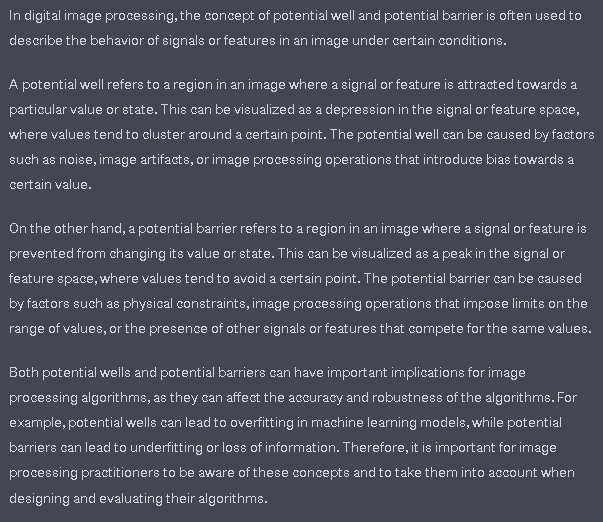 In digital image processing, the concept of potential well and potential barrier is often used to
describe the behavior of signals or features in an image under certain conditions.
A potential well refers to a region in an image where a signal or feature is attracted towards a
particular value or state. This can be visualized as a depression in the signal or feature space,
where values tend to cluster around a certain point. The potential well can be caused by factors
such as noise, image artifacts, or image processing operations that introduce bias towards a
certain value.
On the other hand, a potential barrier refers to a region in an image where a signal or feature is
prevented from changing its value or state. This can be visualized as a peak in the signal or
feature space, where values tend to avoid a certain point. The potential barrier can be caused
by factors such as physical constraints, image processing operations that impose limits on the
range of values, or the presence of other signals or features that compete for the same values.
Both potential wells and potential barriers can have important implications for image
processing algorithms, as they can affect the accuracy and robustness of the algorithms. For
example, potential wells can lead to overfitting in machine learning models, while potential
barriers can lead to underfitting or loss of information. Therefore, it is important for image
processing practitioners to be aware of these concepts and to take them into account when
designing and evaluating their algorithms.